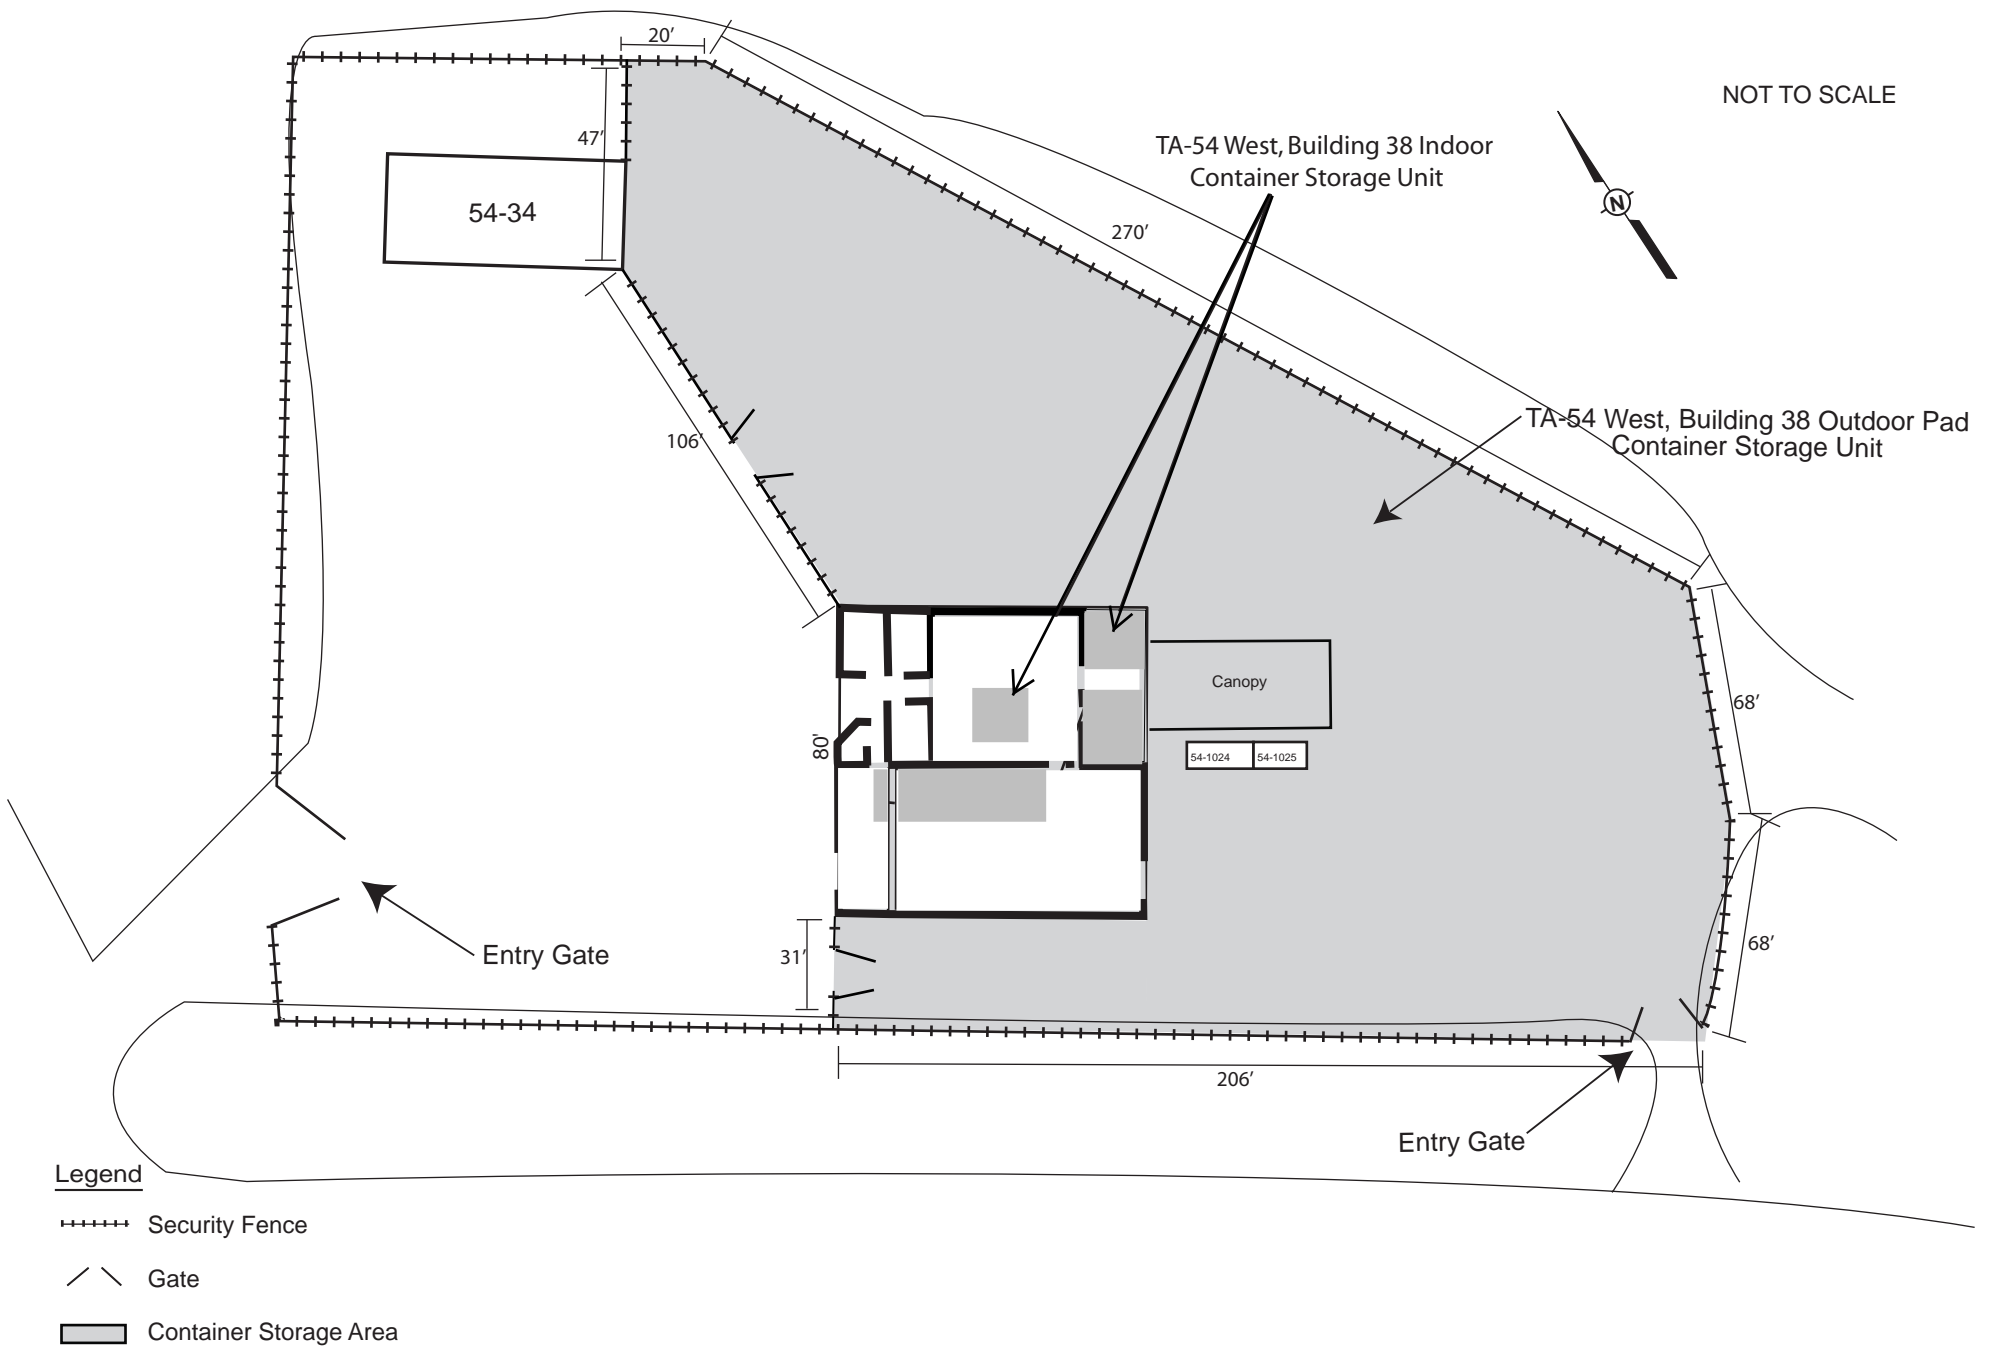 20’
NOT TO SCALE
47’
TA-54 West, Building 38 Indoor
Container Storage Unit
N
54-34
270’
TA-54 West, Building 38 Outdoor Pad
Container Storage Unit
106’
Canopy
68’
80’
54-1024
54-1025
31’
68’
Entry Gate
206’
Entry Gate
Legend
Security Fence
Gate
Container Storage Area